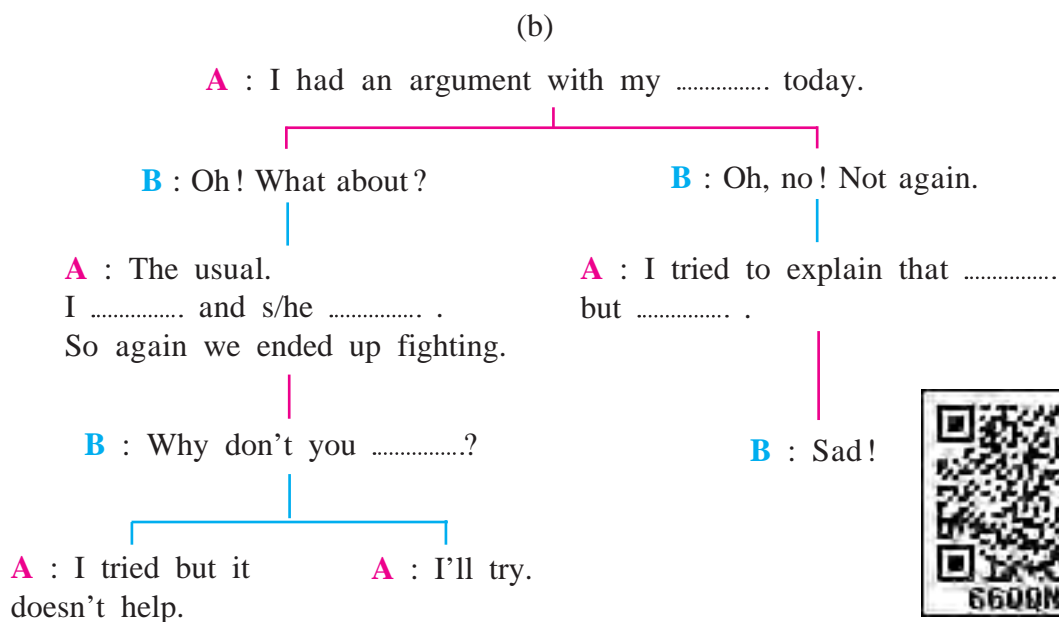 (b)
A : I had an argument with my ............... today.
B : Oh! What about?
B : Oh, no! Not again.
A : The usual.
I ............... and s/he ............... .
So again we ended up fighting.
A : I tried to explain that ...............
but ............... .
B : Why don't you ...............?
B : Sad!
A : I tried but it
doesn't help.
A : I'll try.